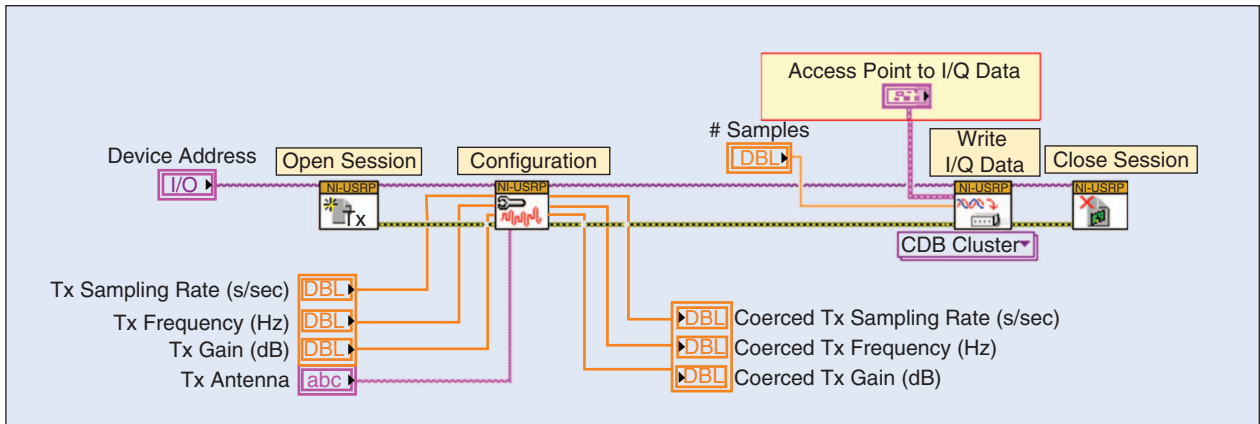 Access Point to I/Q Data
# Samples
DBL
Write
I/Q Data
Close Session
Device Address
I/O
Open Session
Configuration
NI-USRP
Tx
NI-USRP
NI-USRP
NI-USRP
CDB Cluster
Tx Sampling Rate (s/sec)
DBL
Tx Frequency (Hz)
DBL
Tx Gain (dB)
DBL
Tx Antenna
abc
DBL
Coerced Tx Sampling Rate (s/sec)
DBL
Coerced Tx Frequency (Hz)
DBL
Coerced Tx Gain (dB)